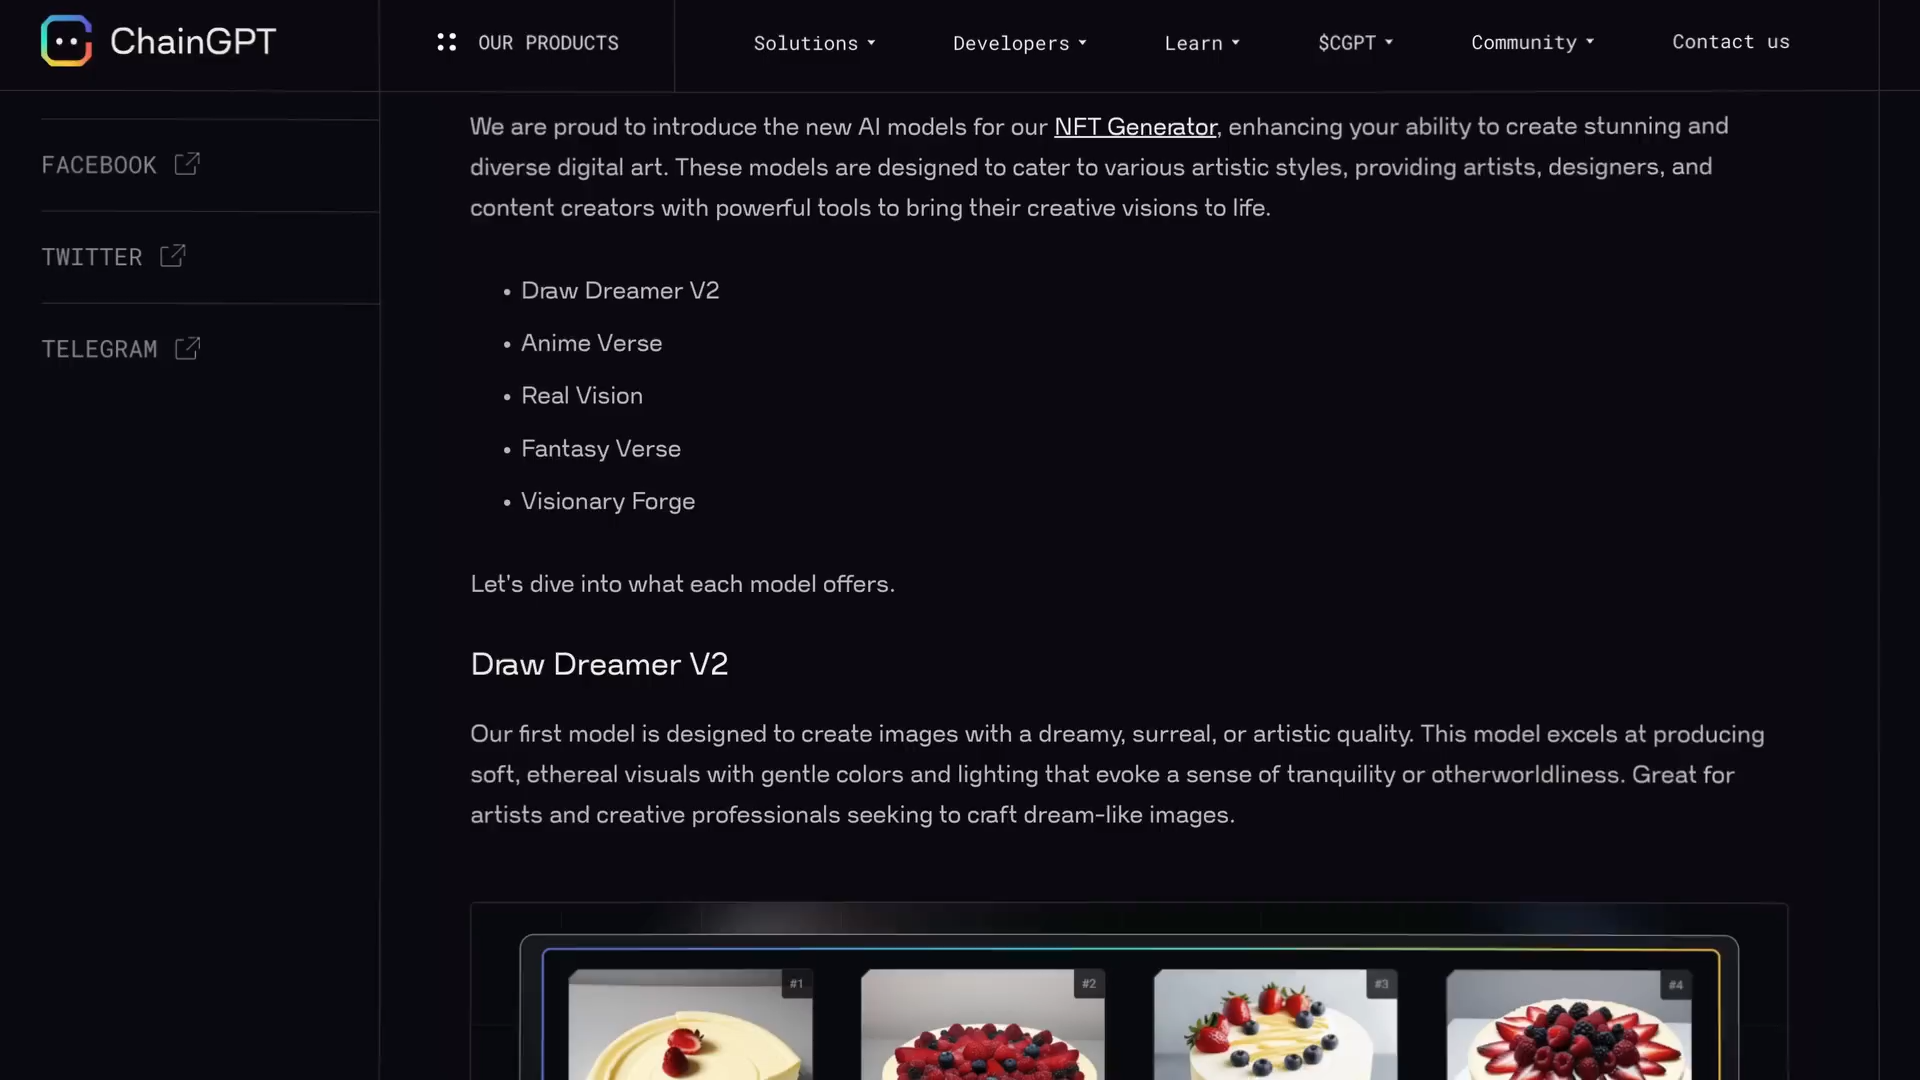 ChainGPT
OUR PRODUCTS
Solutions
Developers
Learn
$CGPT
Community
Contact us
FACEBOOK
TWITTER
TELEGRAM
We are proud to introduce the new AI models for our NFT Generator, enhancing your ability to create stunning and
diverse digital art. These models are designed to cater to various artistic styles, providing artists, designers, and
content creators with powerful tools to bring their creative visions to life.
• Draw Dreamer V2
• Anime Verse
• Real Vision
• Fantasy Verse
• Visionary Forge
Let's dive into what each model offers.
Draw Dreamer V2
Our first model is designed to create images with a dreamy, surreal, or artistic quality. This model excels at producing
soft, ethereal visuals with gentle colors and lighting that evoke a sense of tranquility or otherworldliness. Great for
artists and creative professionals seeking to craft dream-like images.
#1
#2
#3
#4